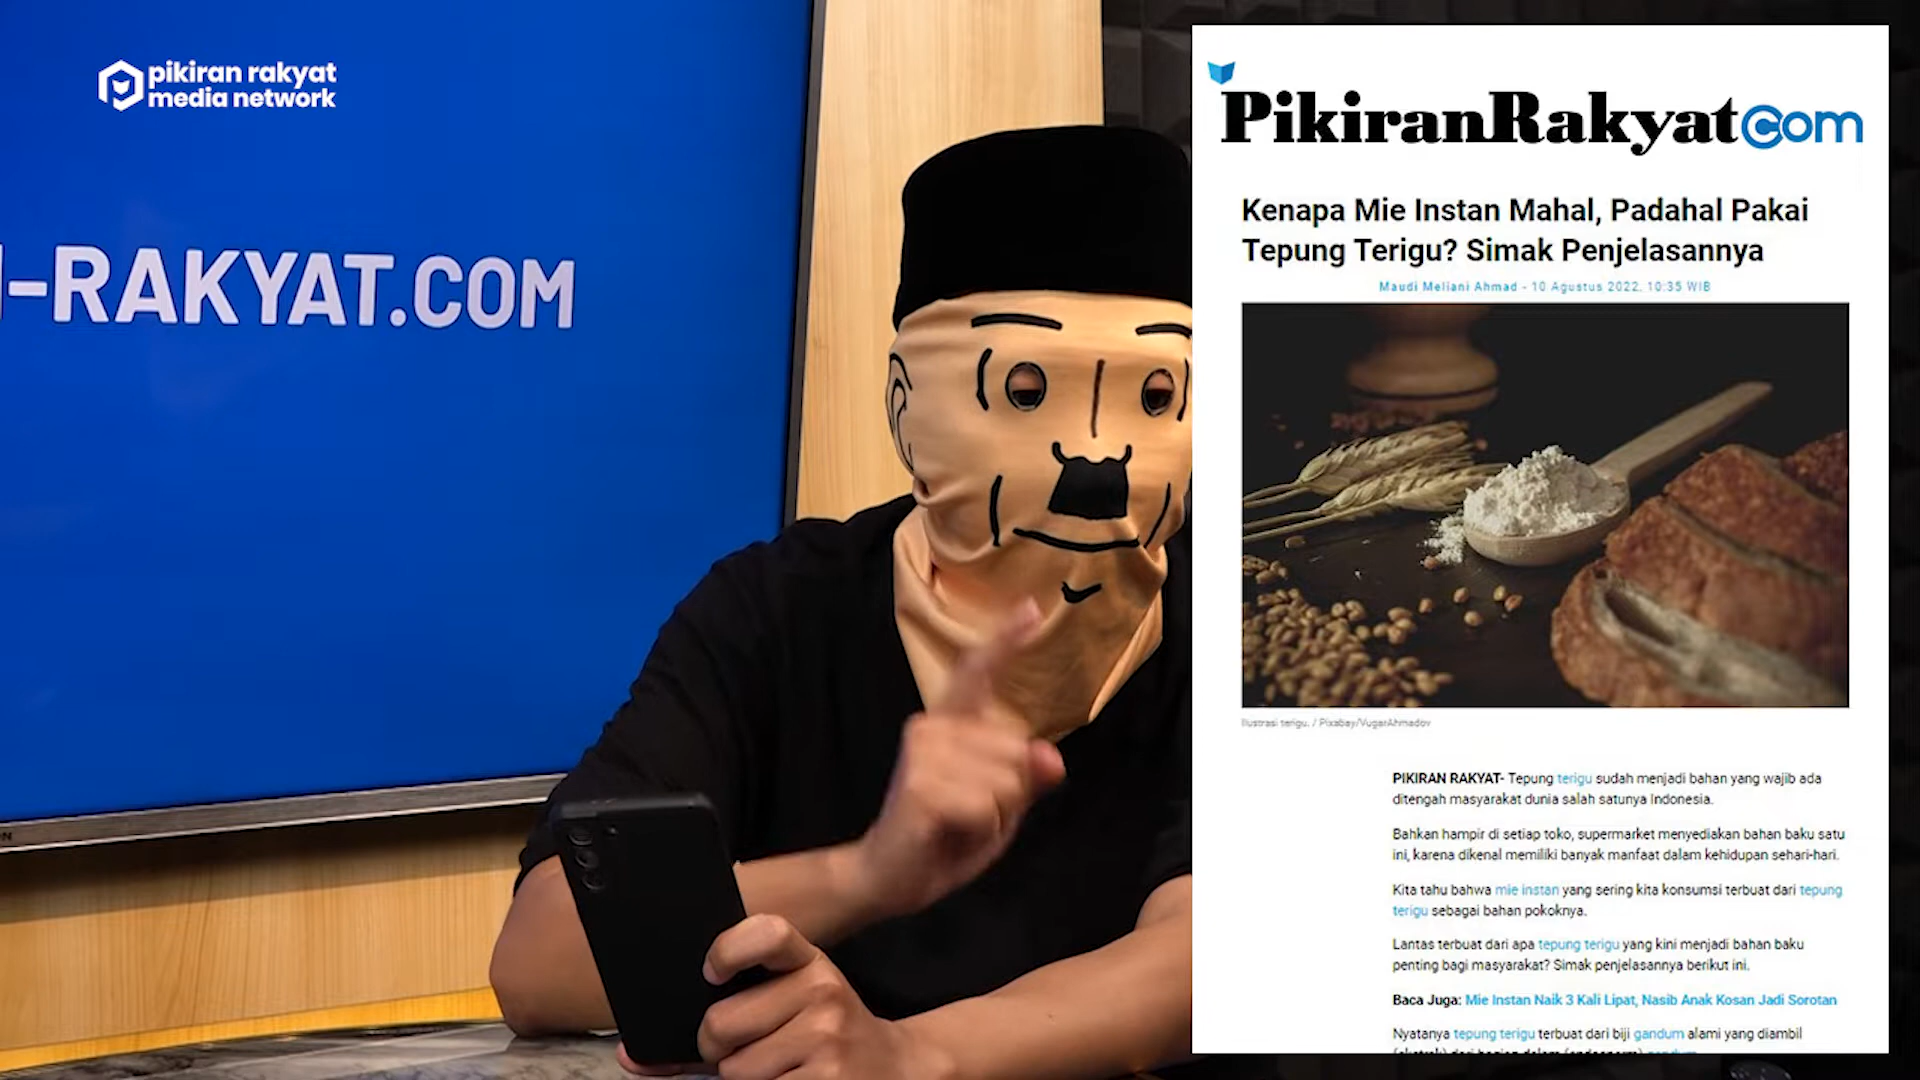 pikiran rakyat
media network
-RAKYAT.COM
PikiranRakyatcom
Kenapa Mie Instan Mahal, Padahal Pakai
Tepung Terigu? Simak Penjelasannya
Maudi Meliani Ahmad - 10 Agustus 2022, 10:35 WIB
Ilustrasi terigu. / Pixabay/VugarAhmadov
PIKIRAN RAKYAT- Tepung terigu sudah menjadi bahan yang wajib ada
ditengah masyarakat dunia salah satunya Indonesia.
Bahkan hampir di setiap toko, supermarket menyediakan bahan baku satu
ini, karena dikenal memiliki banyak manfaat dalam kehidupan sehari-hari.
Kita tahu bahwa mie instan yang sering kita konsumsi terbuat dari tepung
terigu sebagai bahan pokoknya.
Lantas terbuat dari apa tepung terigu yang kini menjadi bahan baku
penting bagi masyarakat? Simak penjelasannya berikut ini.
Baca Juga: Mie Instan Naik 3 Kali Lipat, Nasib Anak Kosan Jadi Sorotan
Nyatanya tepung terigu terbuat dari biji gandum alami yang diambil